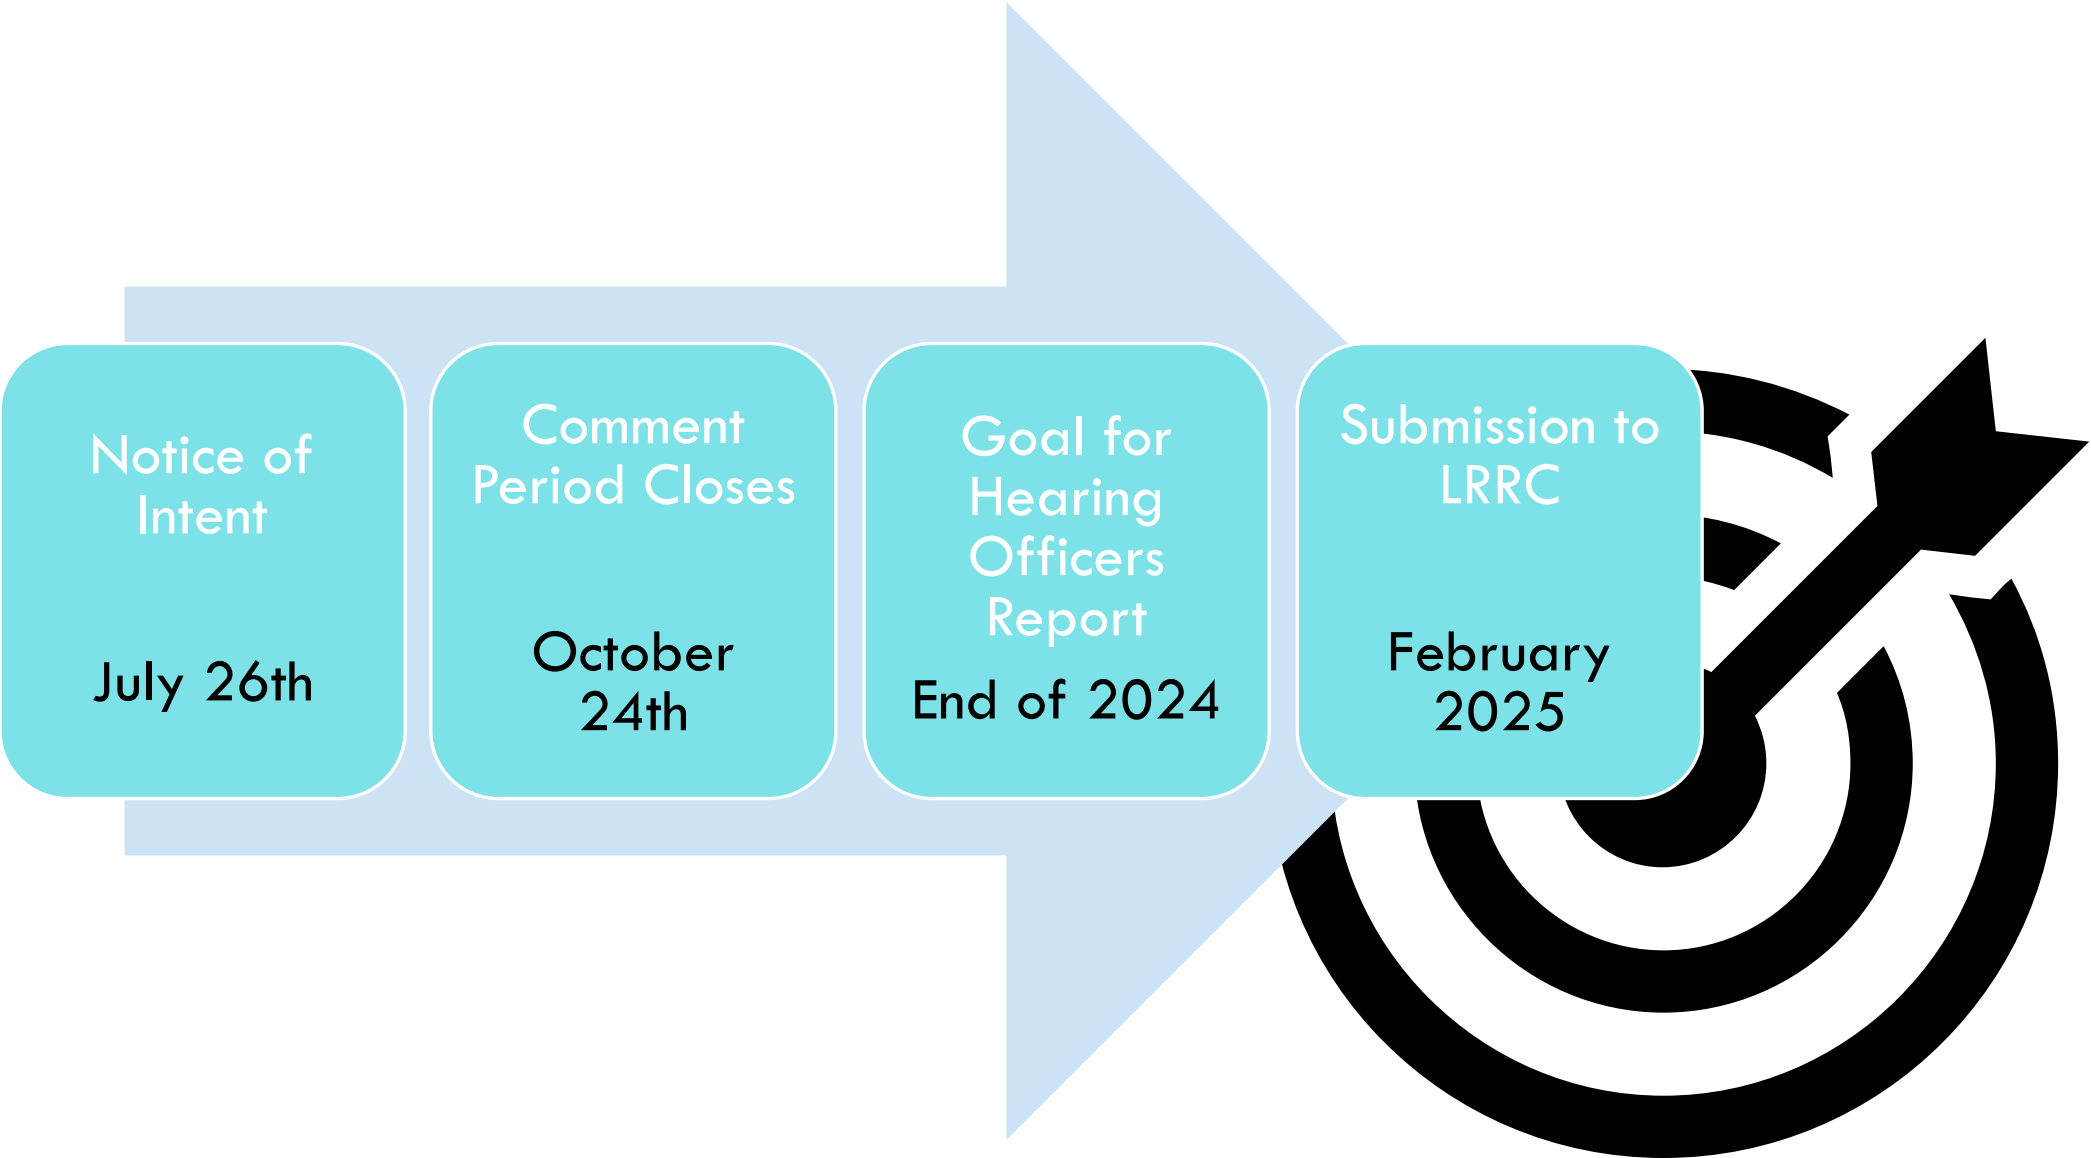 Notice of
Intent
July 26th
Comment
Period Closes
October
24th
Goal for
Hearing
Officers
Report
End of 2024
Submission to
LRRC
February
2025